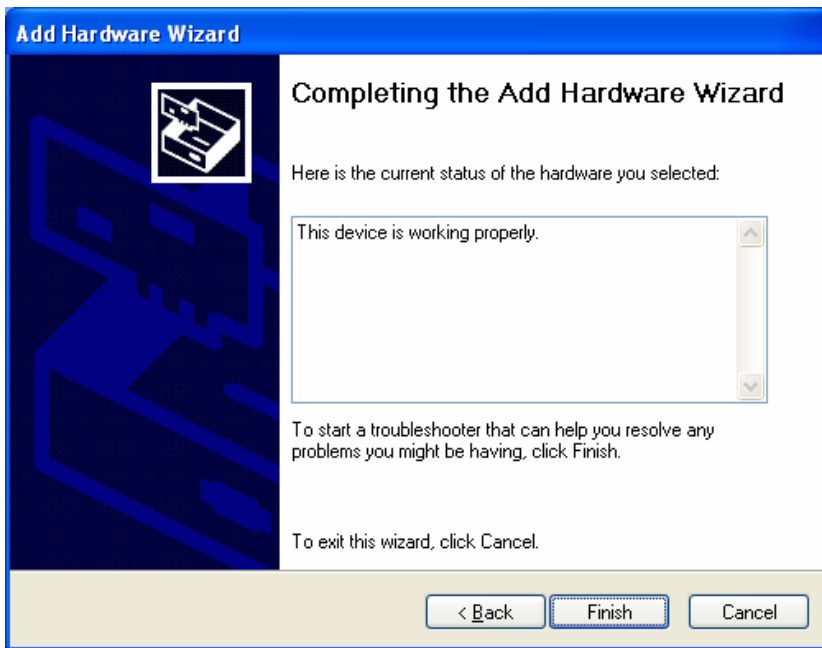 Add Hardware Wizard
Completing the Add Hardware Wizard
Here is the current status of the hardware you selected:
This device is working properly.
To start a troubleshooter that can help you resolve any
problems you might be having, click Finish.
To exit this wizard, click Cancel.
< Back Finish Cancel